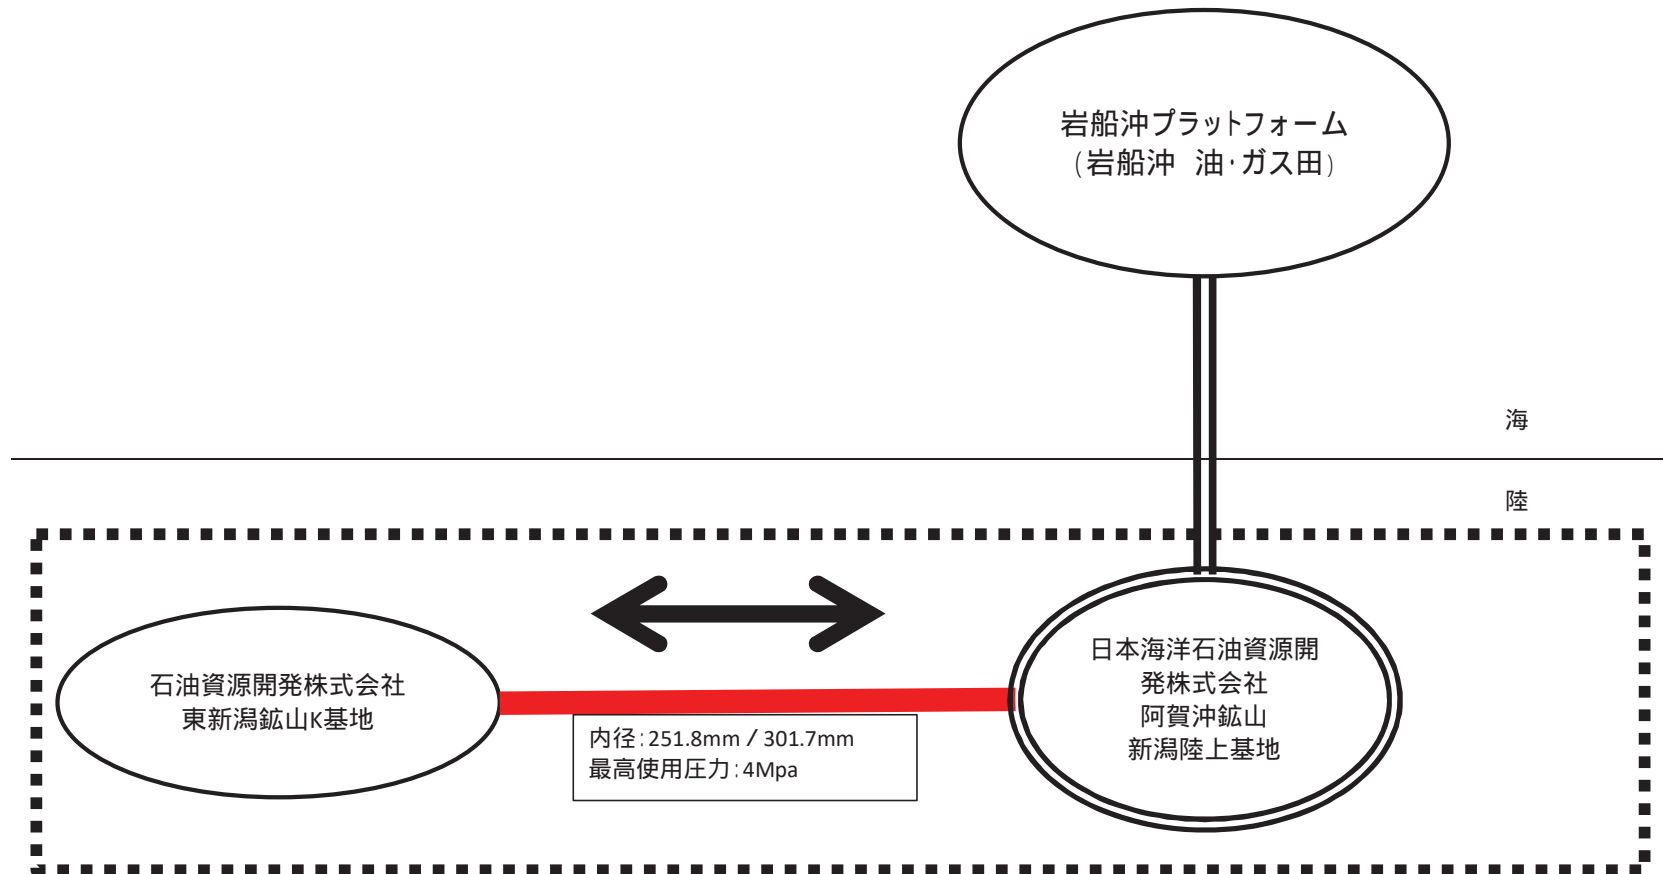 岩船沖プラットフォーム
(岩船沖 油・ガス田)
海
陸
石油資源開発株式会社
東新潟鉱山K基地
内径:251.8mm/301.7mm
最高使用圧力:4Mpa
日本海洋石油資源開
発株式会社
阿賀沖鉱山
新潟陸上基地